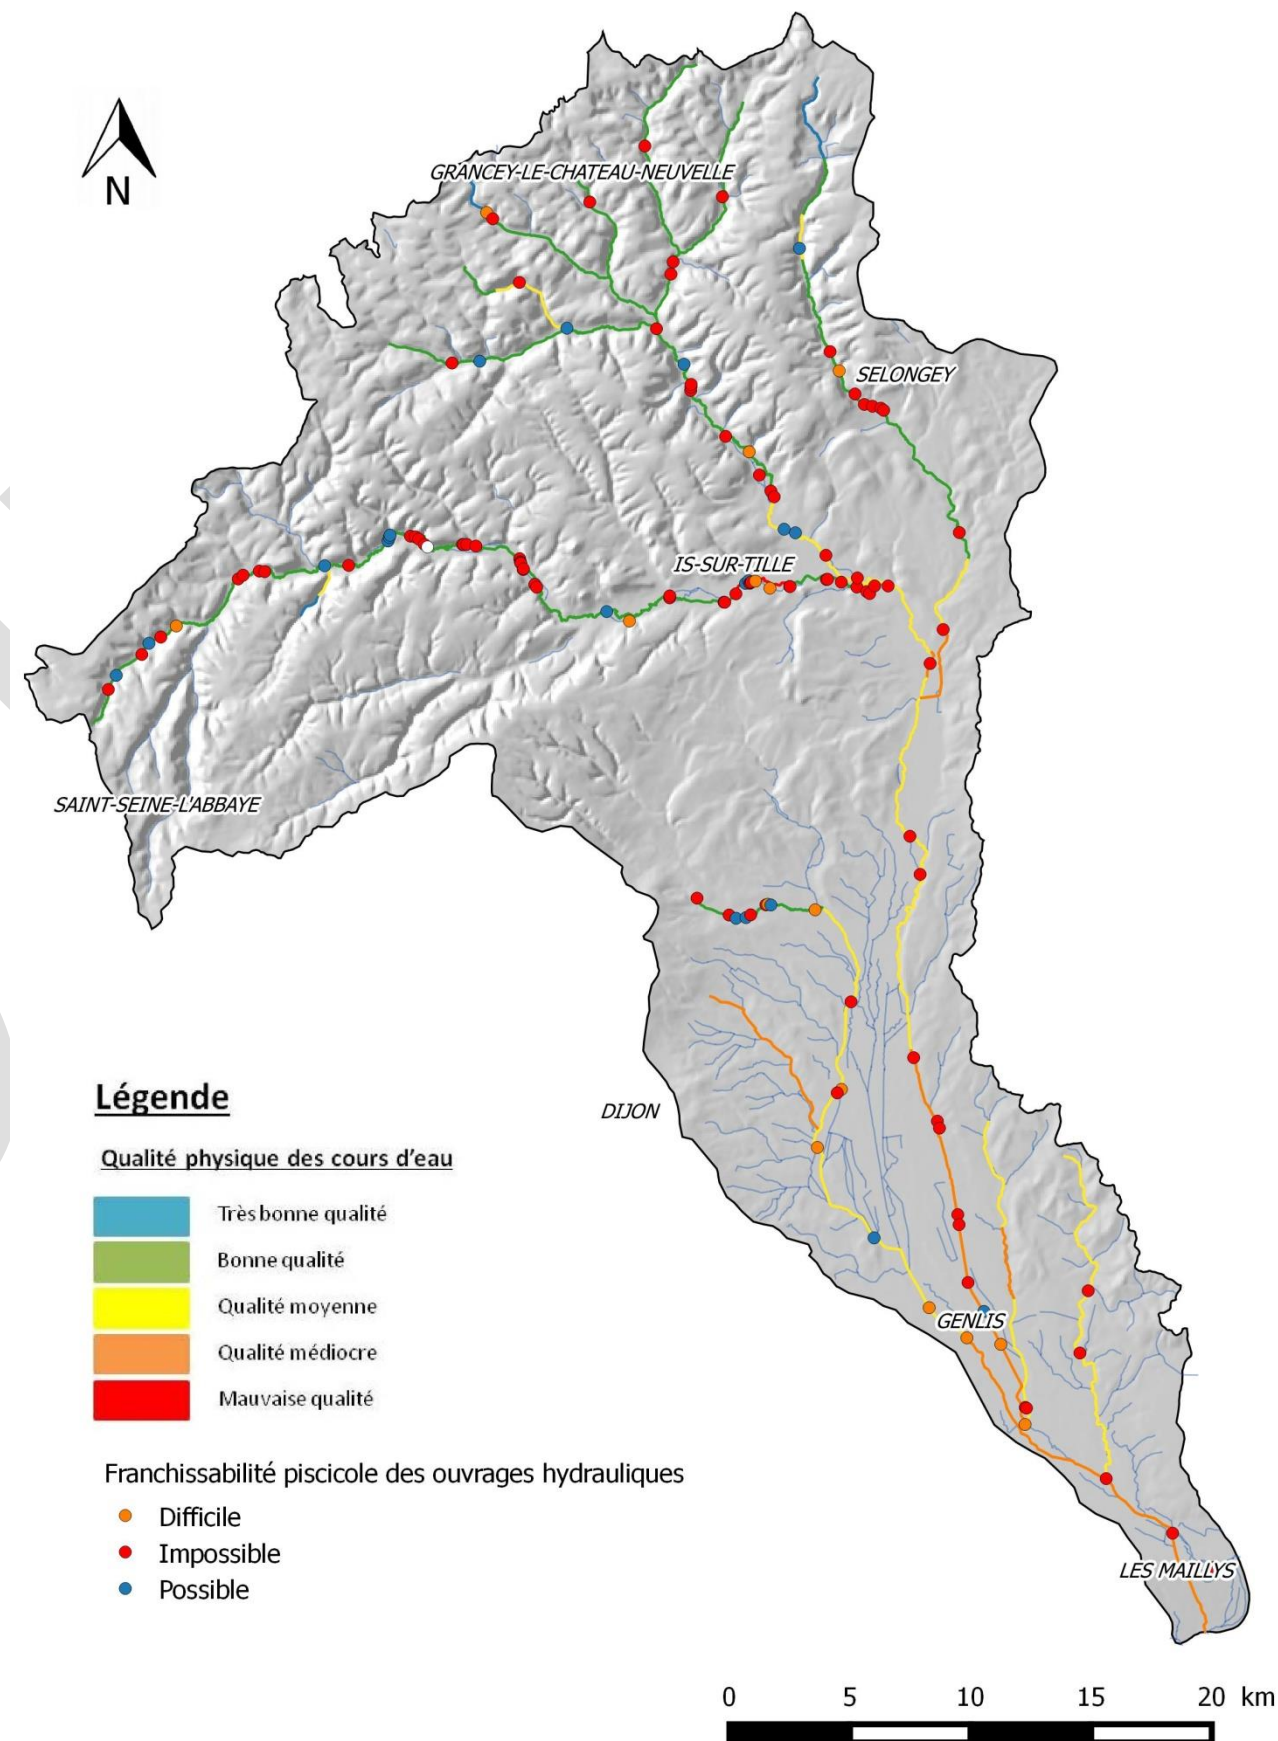 N
GRANCEY-LE-CHATEAU-NEUVELLE
SELONGEY
IS-SUR-TILLE
SAINT-SEINE-L'ABBAYE
DIJON
GENLIS
LES MAILLYS
Légende
Qualité physique des cours d'eau
Très bonne qualité
Bonne qualité
Qualité moyenne
Qualité médiocre
Mauvaise qualité
Franchissabilité piscicole des ouvrages hydrauliques
Difficile
Impossible
Possible
0 5 10 15 20 km